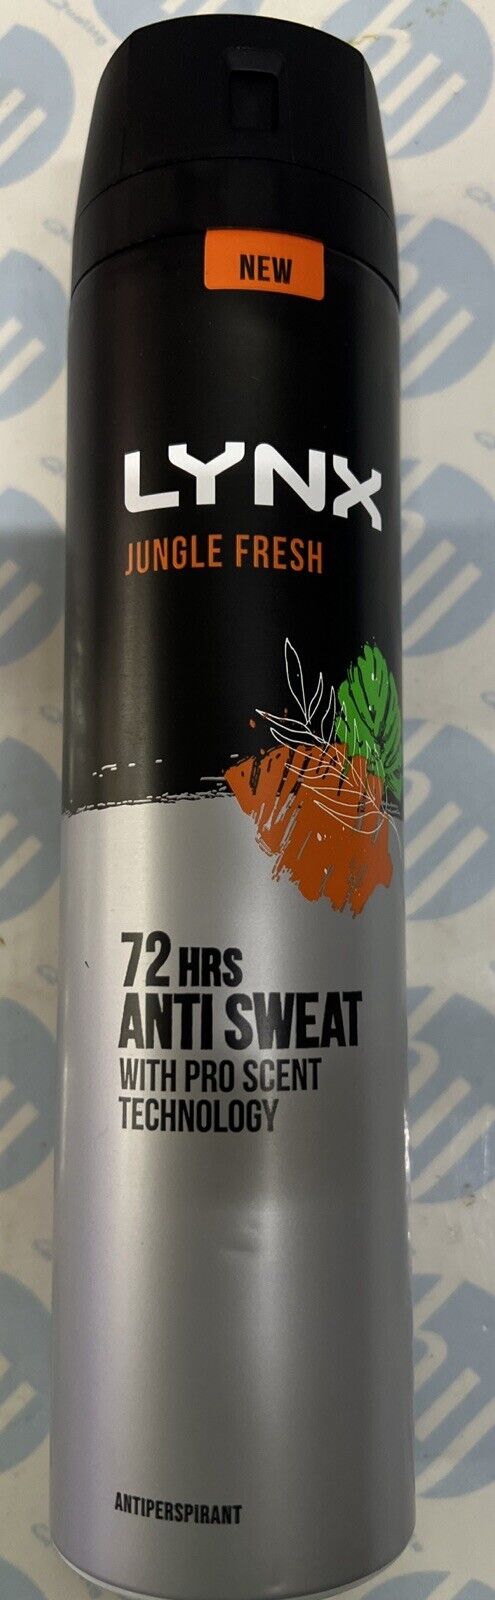 NEW
LYNX
JUNGLE FRESH
72 HRS
ANTI SWEAT
WITH PRO SCENT
TECHNOLOGY
ANTIPERSPIRANT